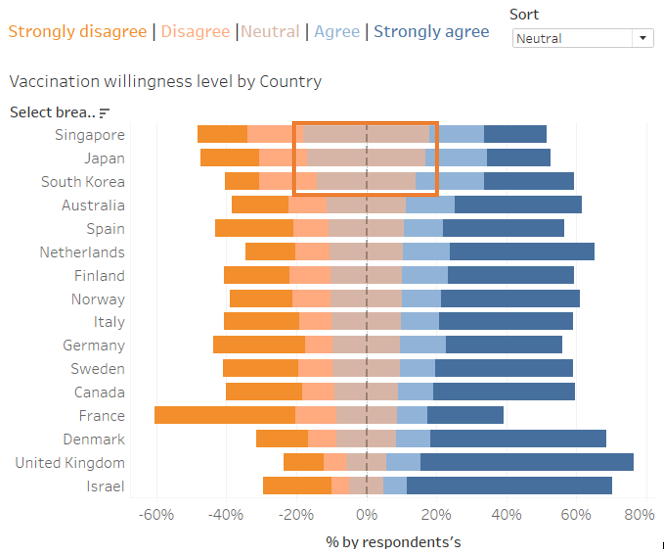 Sort
Strongly disagree | Disagree |Neutral | Agree | Strongly agree
Neutral
Vaccination willingness level by Country
Select brea..
Singapore
Japan
South Korea
Australia
Spain
Netherlands
Finland
Norway
Italy
Germany
Sweden
Canada
France
Denmark
United Kingdom
Israel
-60% -40% -20% 0% 20% 40% 60% 80%
% by respondents's